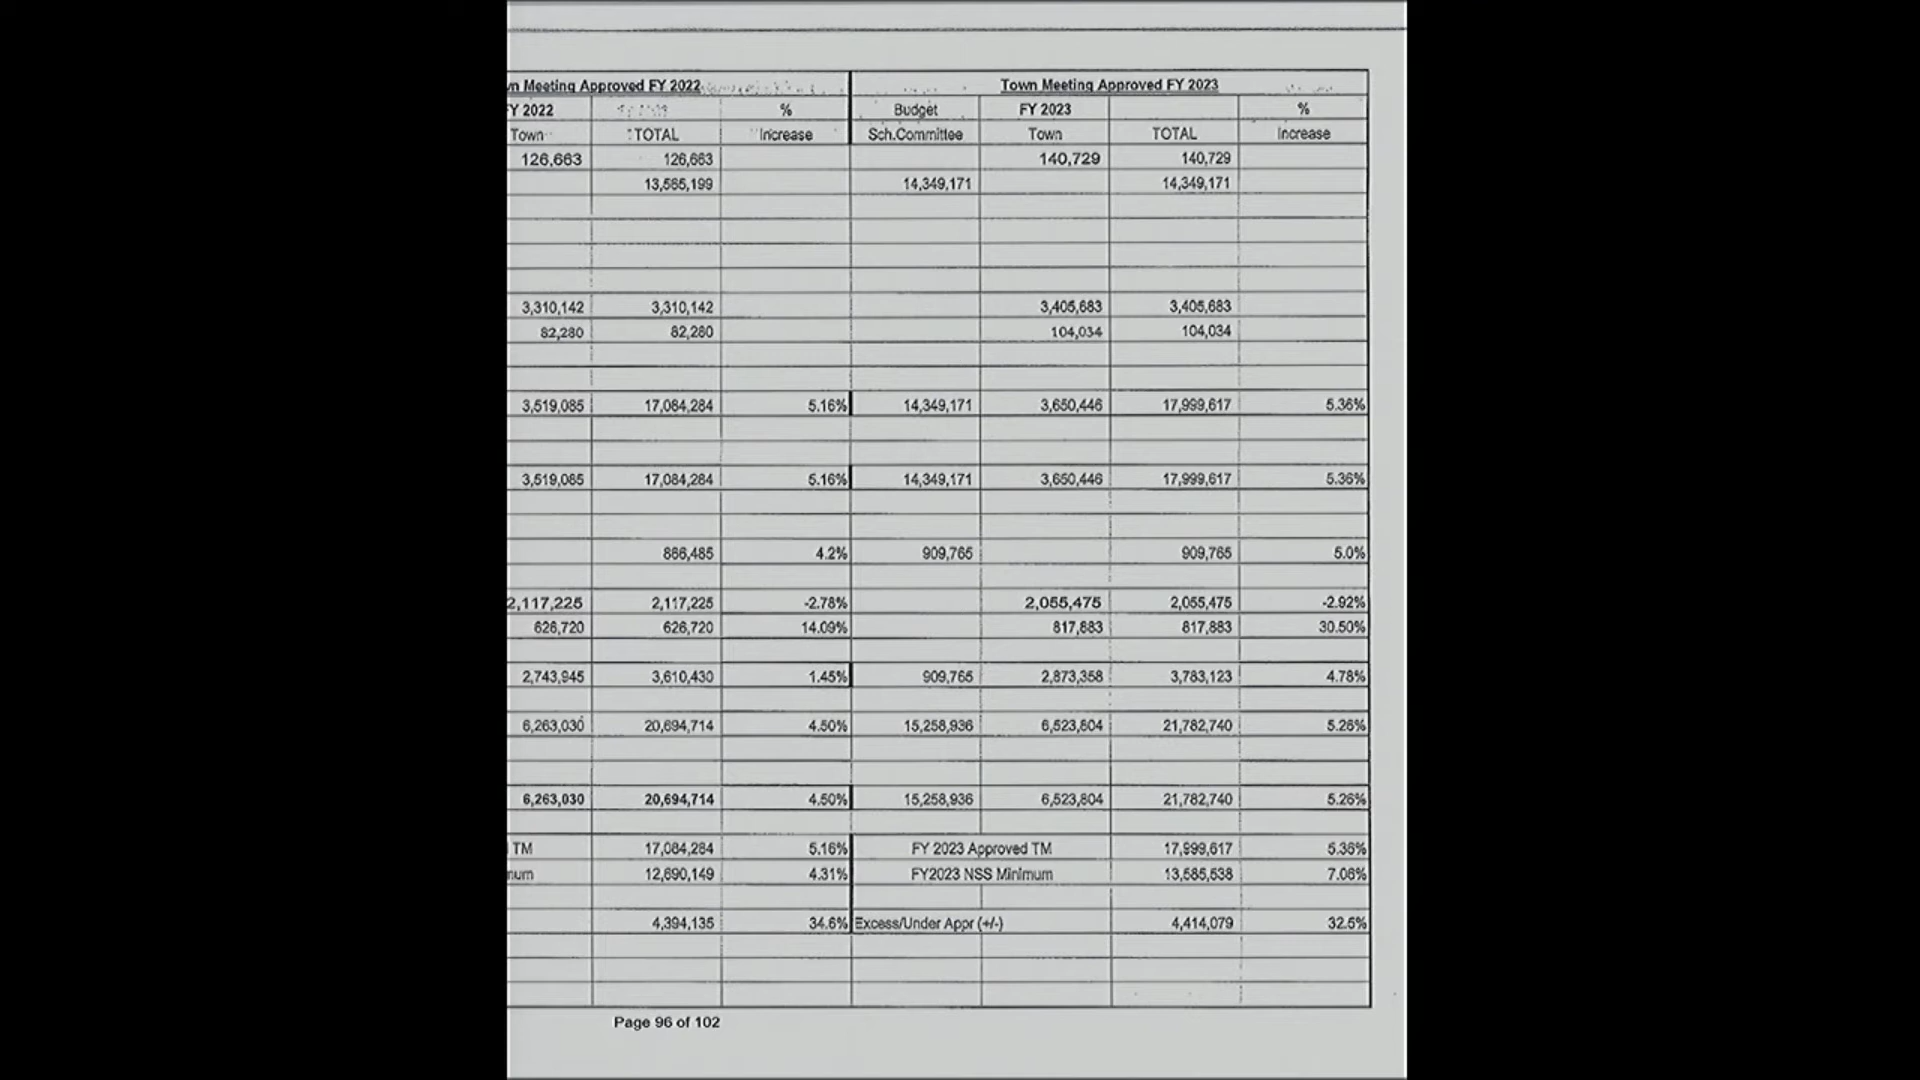 wn Meeting Approved FY 2022 Town Meeting Approved FY 2023
FY 2022 % Budget FY 2023 %
Town TOTAL Increase Sch.Committee Town TOTAL Increase
126,663 126,663 140,729 140,729
13,565,199 14,349,171 14,349,171
3,310,142 3,310,142 3,405,683 3,405,683
82,280 82,280 104,034 104,034
3,519,085 17,084,284 5.16% 14,349,171 3,650,446 17,999,617 5.36%
3,519,085 17,084,284 5.16% 14,349,171 3,650,446 17,999,617 5.36%
866,485 4.2% 909,765 909,765 5.0%
2,117,225 2,117,225 -2.78% 2,055,475 2,055,475 -2.92%
626,720 626,720 14.09% 817,883 817,883 30.50%
2,743,945 3,610,430 1.45% 909,765 2,873,358 3,783,123 4.78%
6,263,030 20,694,714 4.50% 15,258,936 6,523,804 21,782,740 5.26%
6,263,030 20,694,714 4.50% 15,258,936 6,523,804 21,782,740 5.26%
TM 17,084,284 5.16% FY 2023 Approved TM 17,999,617 5.36%
num 12,690,149 4.31% FY2023 NSS Minimum 13,585,538 7.06%
4,394,135 34.6% Excess/Under Appr (+/-) 4,414,079 32.5%
Page 96 of 102